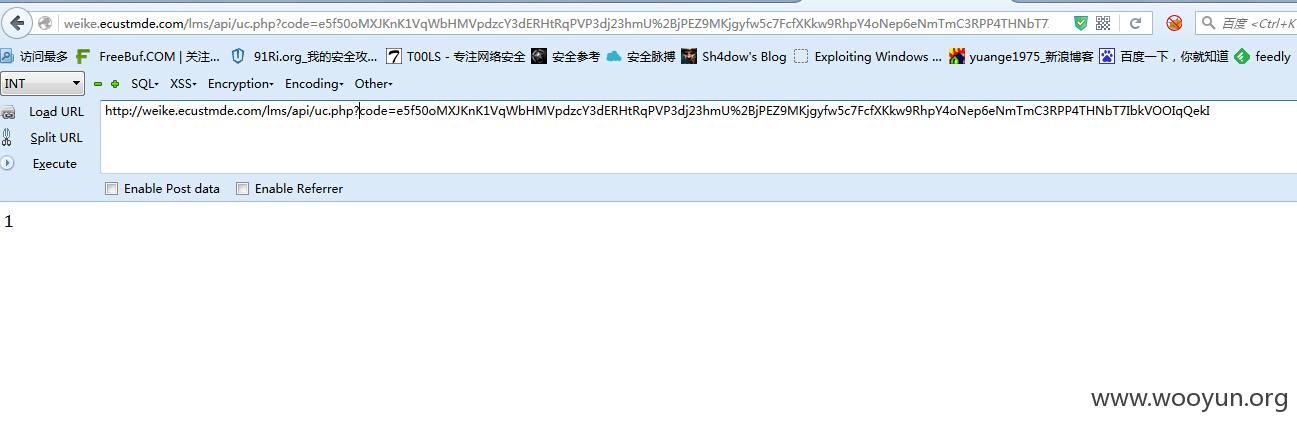 weike.ecustmde.com/lms/api/uc.php?code=e5f50oMXJKnK1VqWbHMVpdzcY3dERHtRqPVP3dj23hmU%2BjPEZ9MKjgyfw5c7FcfXKkw9RhpY4oNep6eNmTmC3RPP4THNbT7 百度 <Ctrl+K
访问最多 FreeBuf.COM | 关注... 91Ri.org_我的安全攻... T00LS - 专注网络安全 安全参考 安全脉搏 Sh4dow's Blog Exploiting Windows ... yuange1975_新浪博客 百度一下，你就知道 feedly
INT SQL XSS Encryption Encoding Other
Load URL http://weike.ecustmde.com/lms/api/uc.php?code=e5f50oMXJKnK1VqWbHMVpdzcY3dERHtRqPVP3dj23hmU%2BjPEZ9MKjgyfw5c7FcfXKkw9RhpY4oNep6eNmTmC3RPP4THNbT7IbkVOOIqQekI
Split URL
Execute
Enable Post data Enable Referrer
1
www.wooyun.org